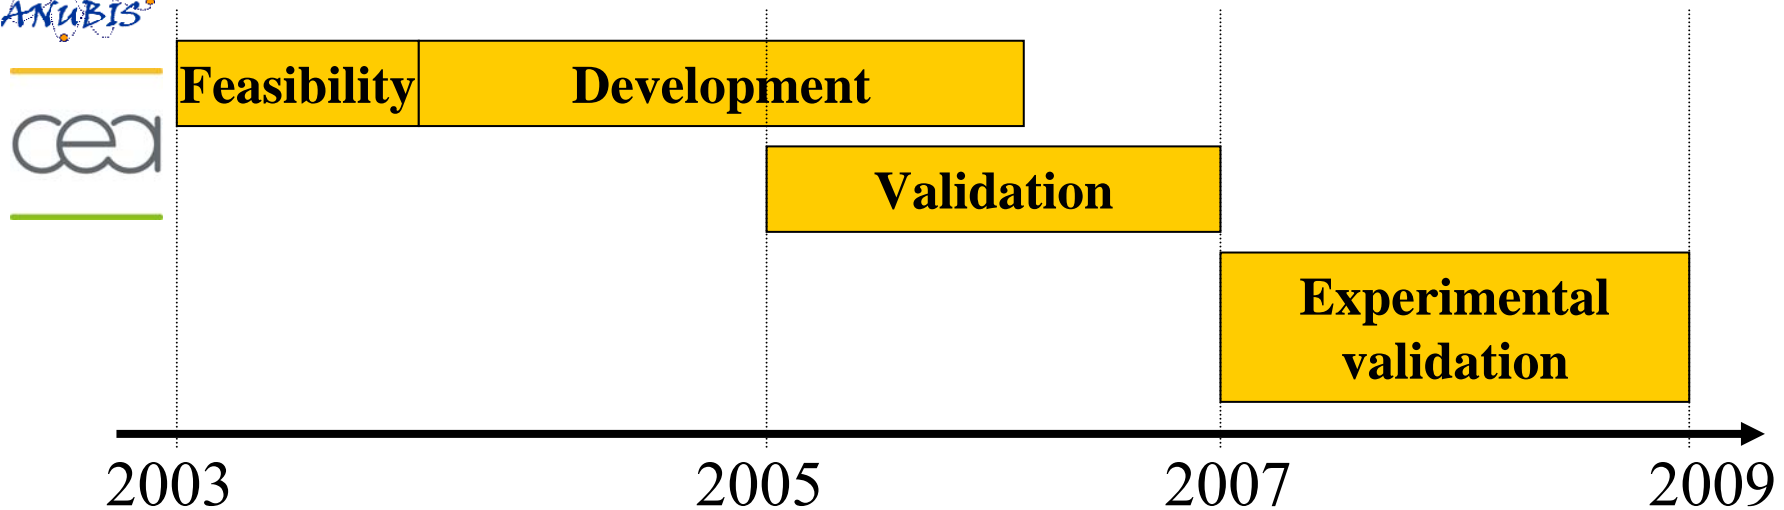 ANUBIS
cea
Feasibility
Development
Validation
Experimental
validation
2003
2005
2007
2009